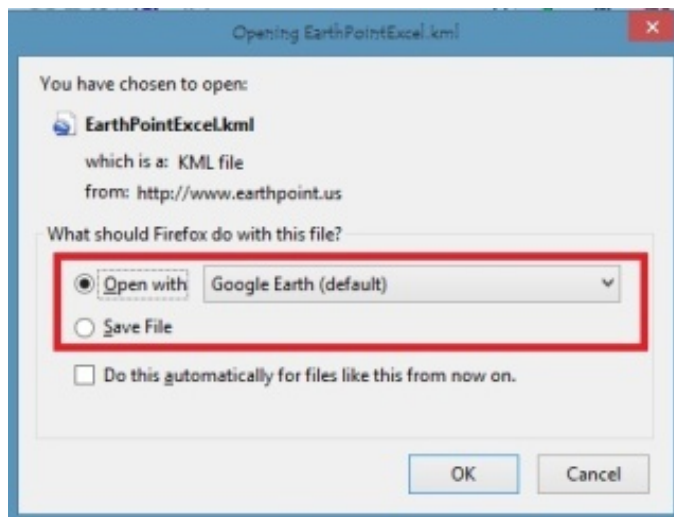 Opening EarthPointExcel.kml
You have chosen to open:
EarthPointExcel.kml
which is a: KML file
from: http://www.earthpoint.us
What should Firefox do with this file?
Open with Google Earth (default)
Save File
Do this automatically for files like this from now on.
OK Cancel